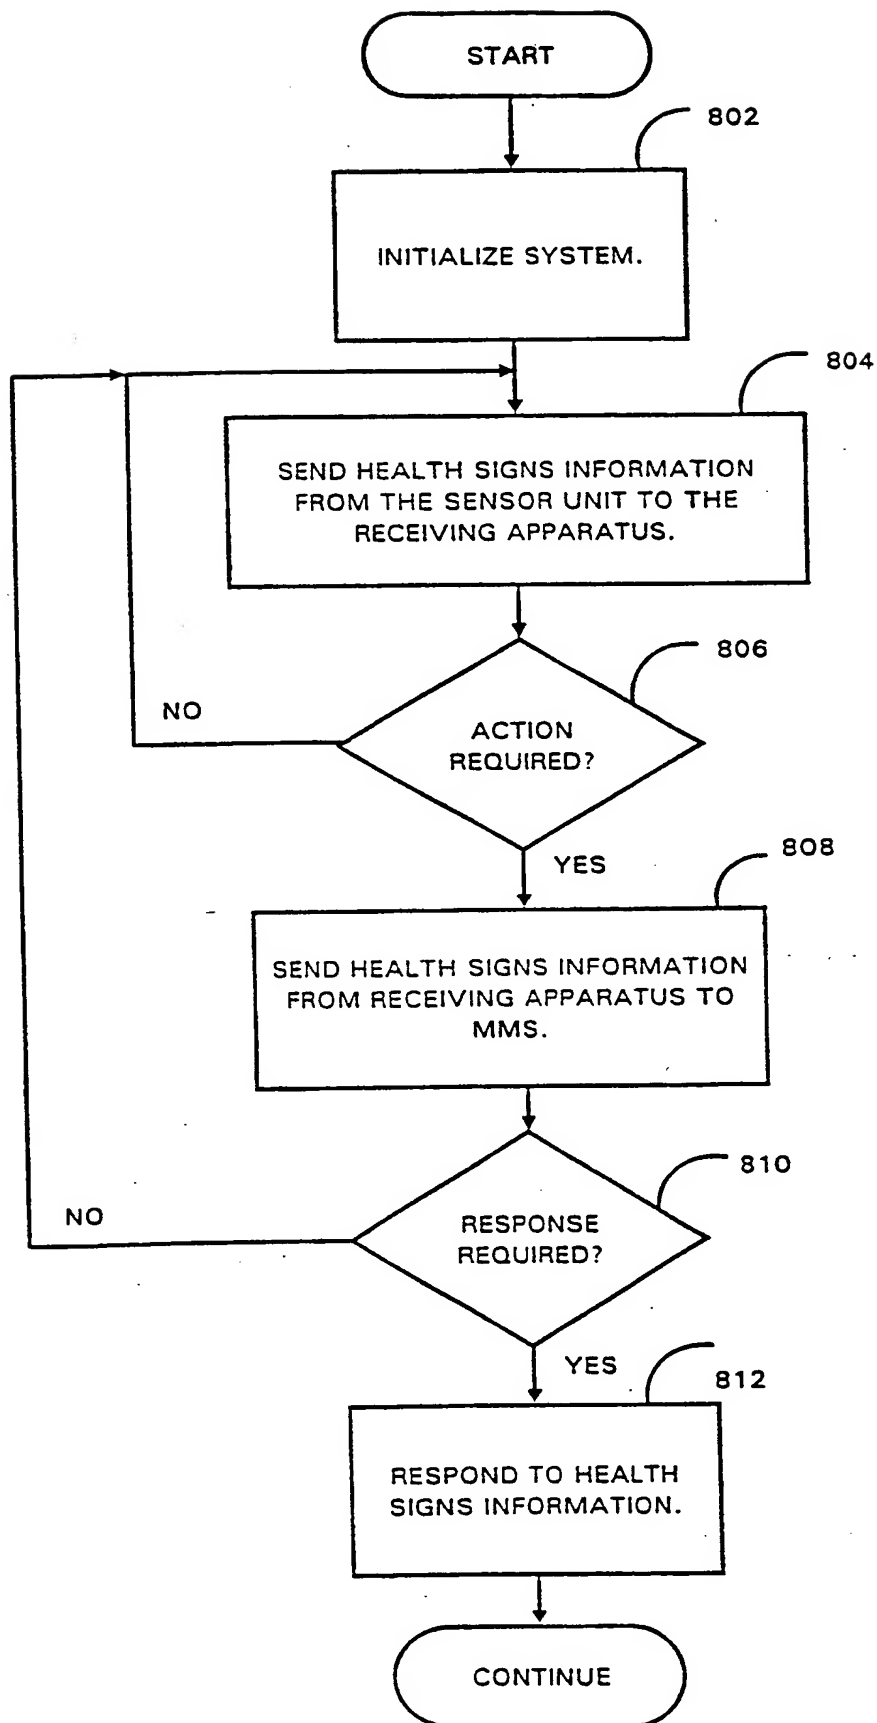 START
802
INITIALIZE SYSTEM.
804
SEND HEALTH SIGNS INFORMATION
FROM THE SENSOR UNIT TO THE
RECEIVING APPARATUS.
806
NO
ACTION
REQUIRED?
YES
808
SEND HEALTH SIGNS INFORMATION
FROM RECEIVING APPARATUS TO
MMS.
810
NO
RESPONSE
REQUIRED?
YES
812
RESPOND TO HEALTH
SIGNS INFORMATION.
CONTINUE